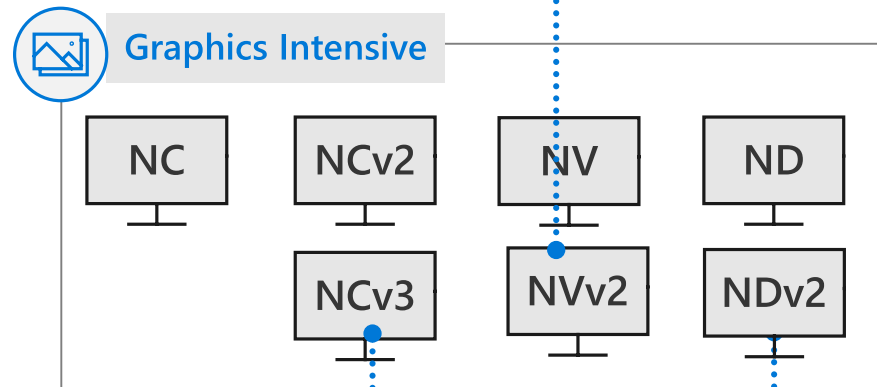 Graphics Intensive
NC
NCv2
NV
ND
NCv3
NVv2
NDv2